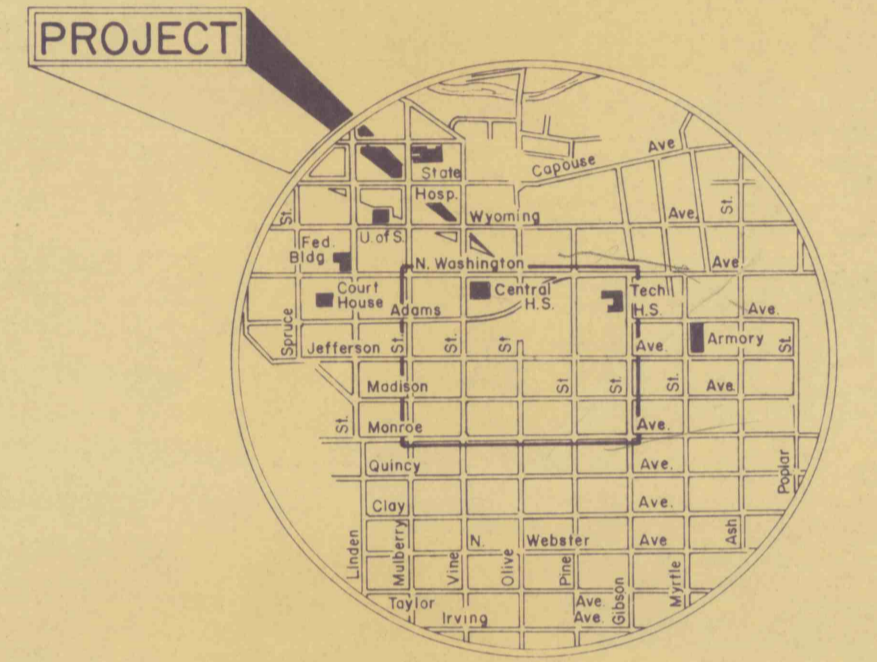 PROJECT
Capouse Ave
State
Hosp.
St.
Wyoming Ave.
St.
U. of S.
Fed.
Bldg
N. Washington Ave.
Court
House
Central
H.S.
Tech
H.S.
Adams Ave.
Spruce
Jefferson St. St. St Ave. Armory St.
Madison St St. St. Ave.
St.
Monroe Ave.
Quincy Ave.
Poplar
Clay Ave.
N. Webster Ave
Linden
Mulberry
Vine
Olive
Pine
Gibson
Myrtle
Ash
Taylor Ave.
Irving Ave.